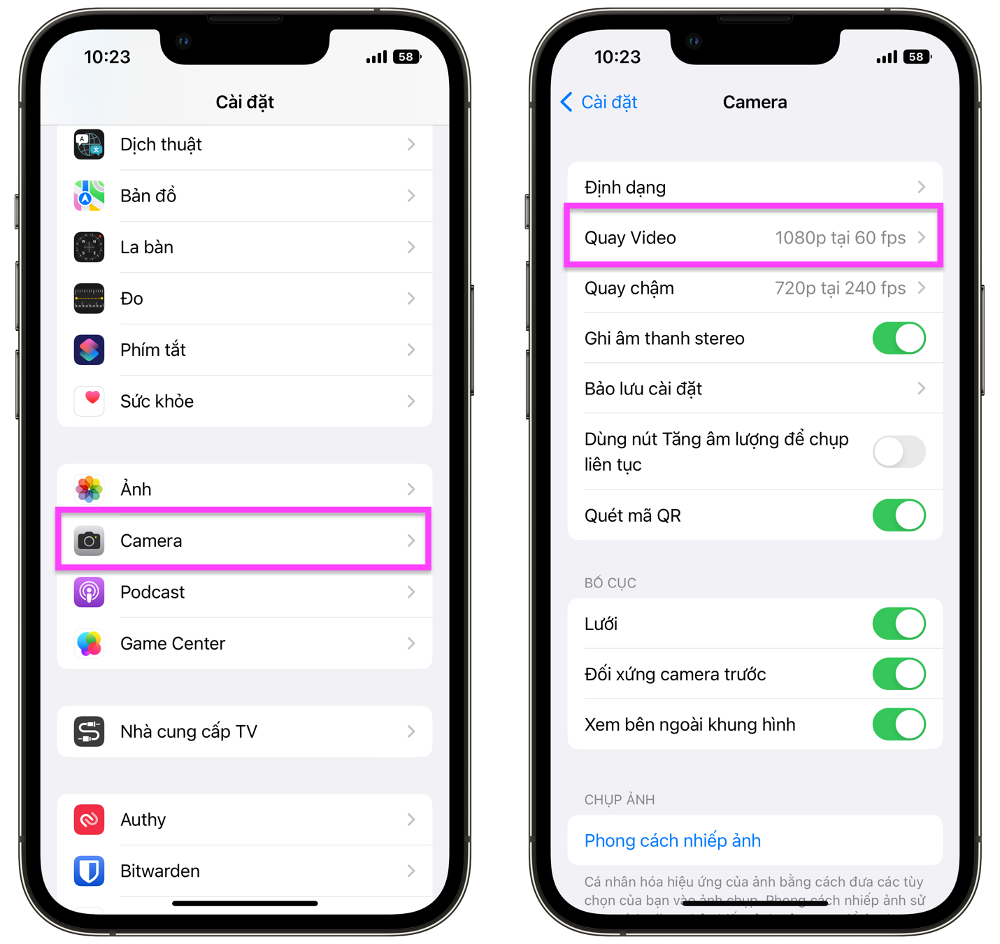 10:23
58
Cài đặt
Dịch thuật
Bản đồ
La bàn
Đo
Phím tắt
Sức khỏe
Ảnh
Camera
Podcast
Game Center
Nhà cung cấp TV
Authy
Bitwarden
10:23
58
Cài đặt
Camera
Định dạng
Quay Video 1080p tại 60 fps
Quay chậm 720p tại 240 fps
Ghi âm thanh stereo
Bảo lưu cài đặt
Dùng nút Tăng âm lượng để chụp
liên tục
Quét mã QR
BỐ CỤC
Lưới
Đối xứng camera trước
Xem bên ngoài khung hình
CHỤP ẢNH
Phong cách nhiếp ảnh
Cá nhân hóa hiệu ứng của ảnh bằng cách đưa các tùy
chọn của bạn vào ảnh chụp. Phong cách nhiếp ảnh sử